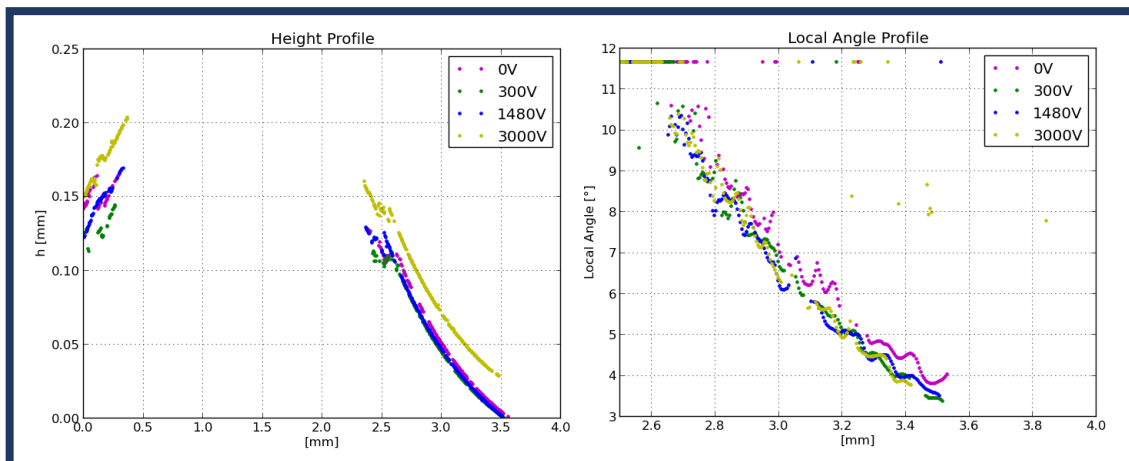 Height Profile
0.25
0.20
0.15
0.10
0.05
0.00
h [mm]
0.0 0.5 1.0 1.5 2.0 2.5 3.0 3.5 4.0
[mm]
0V
300V
1480V
3000V
Local Angle Profile
12
11
10
9
8
7
6
5
4
3
Local Angle [°]
2.6 2.8 3.0 3.2 3.4 3.6 3.8 4.0
[mm]
0V
300V
1480V
3000V